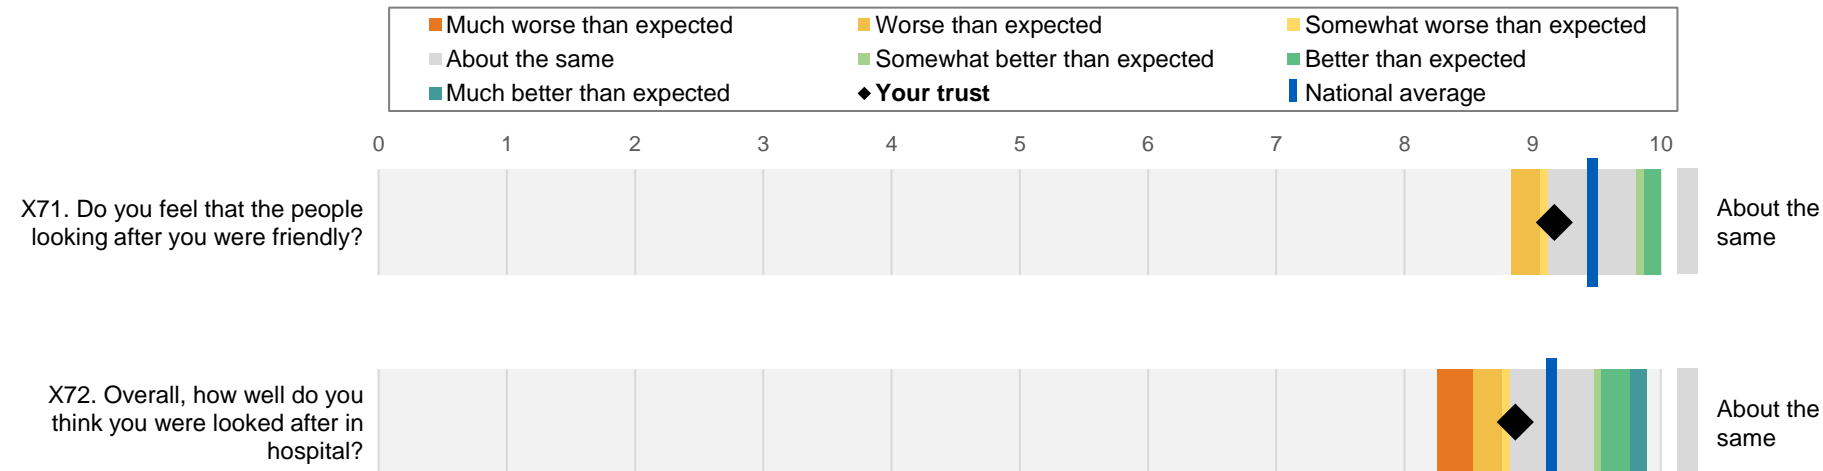 Much worse than expected
Worse than expected
Somewhat worse than expected
About the same
Somewhat better than expected
Better than expected
Much better than expected
Your trust
National average
0 1 2 3 4 5 6 7 8 9 10
X71. Do you feel that the people
looking after you were friendly?
About the
same
X72. Overall, how well do you
think you were looked after in
hospital?
About the
same